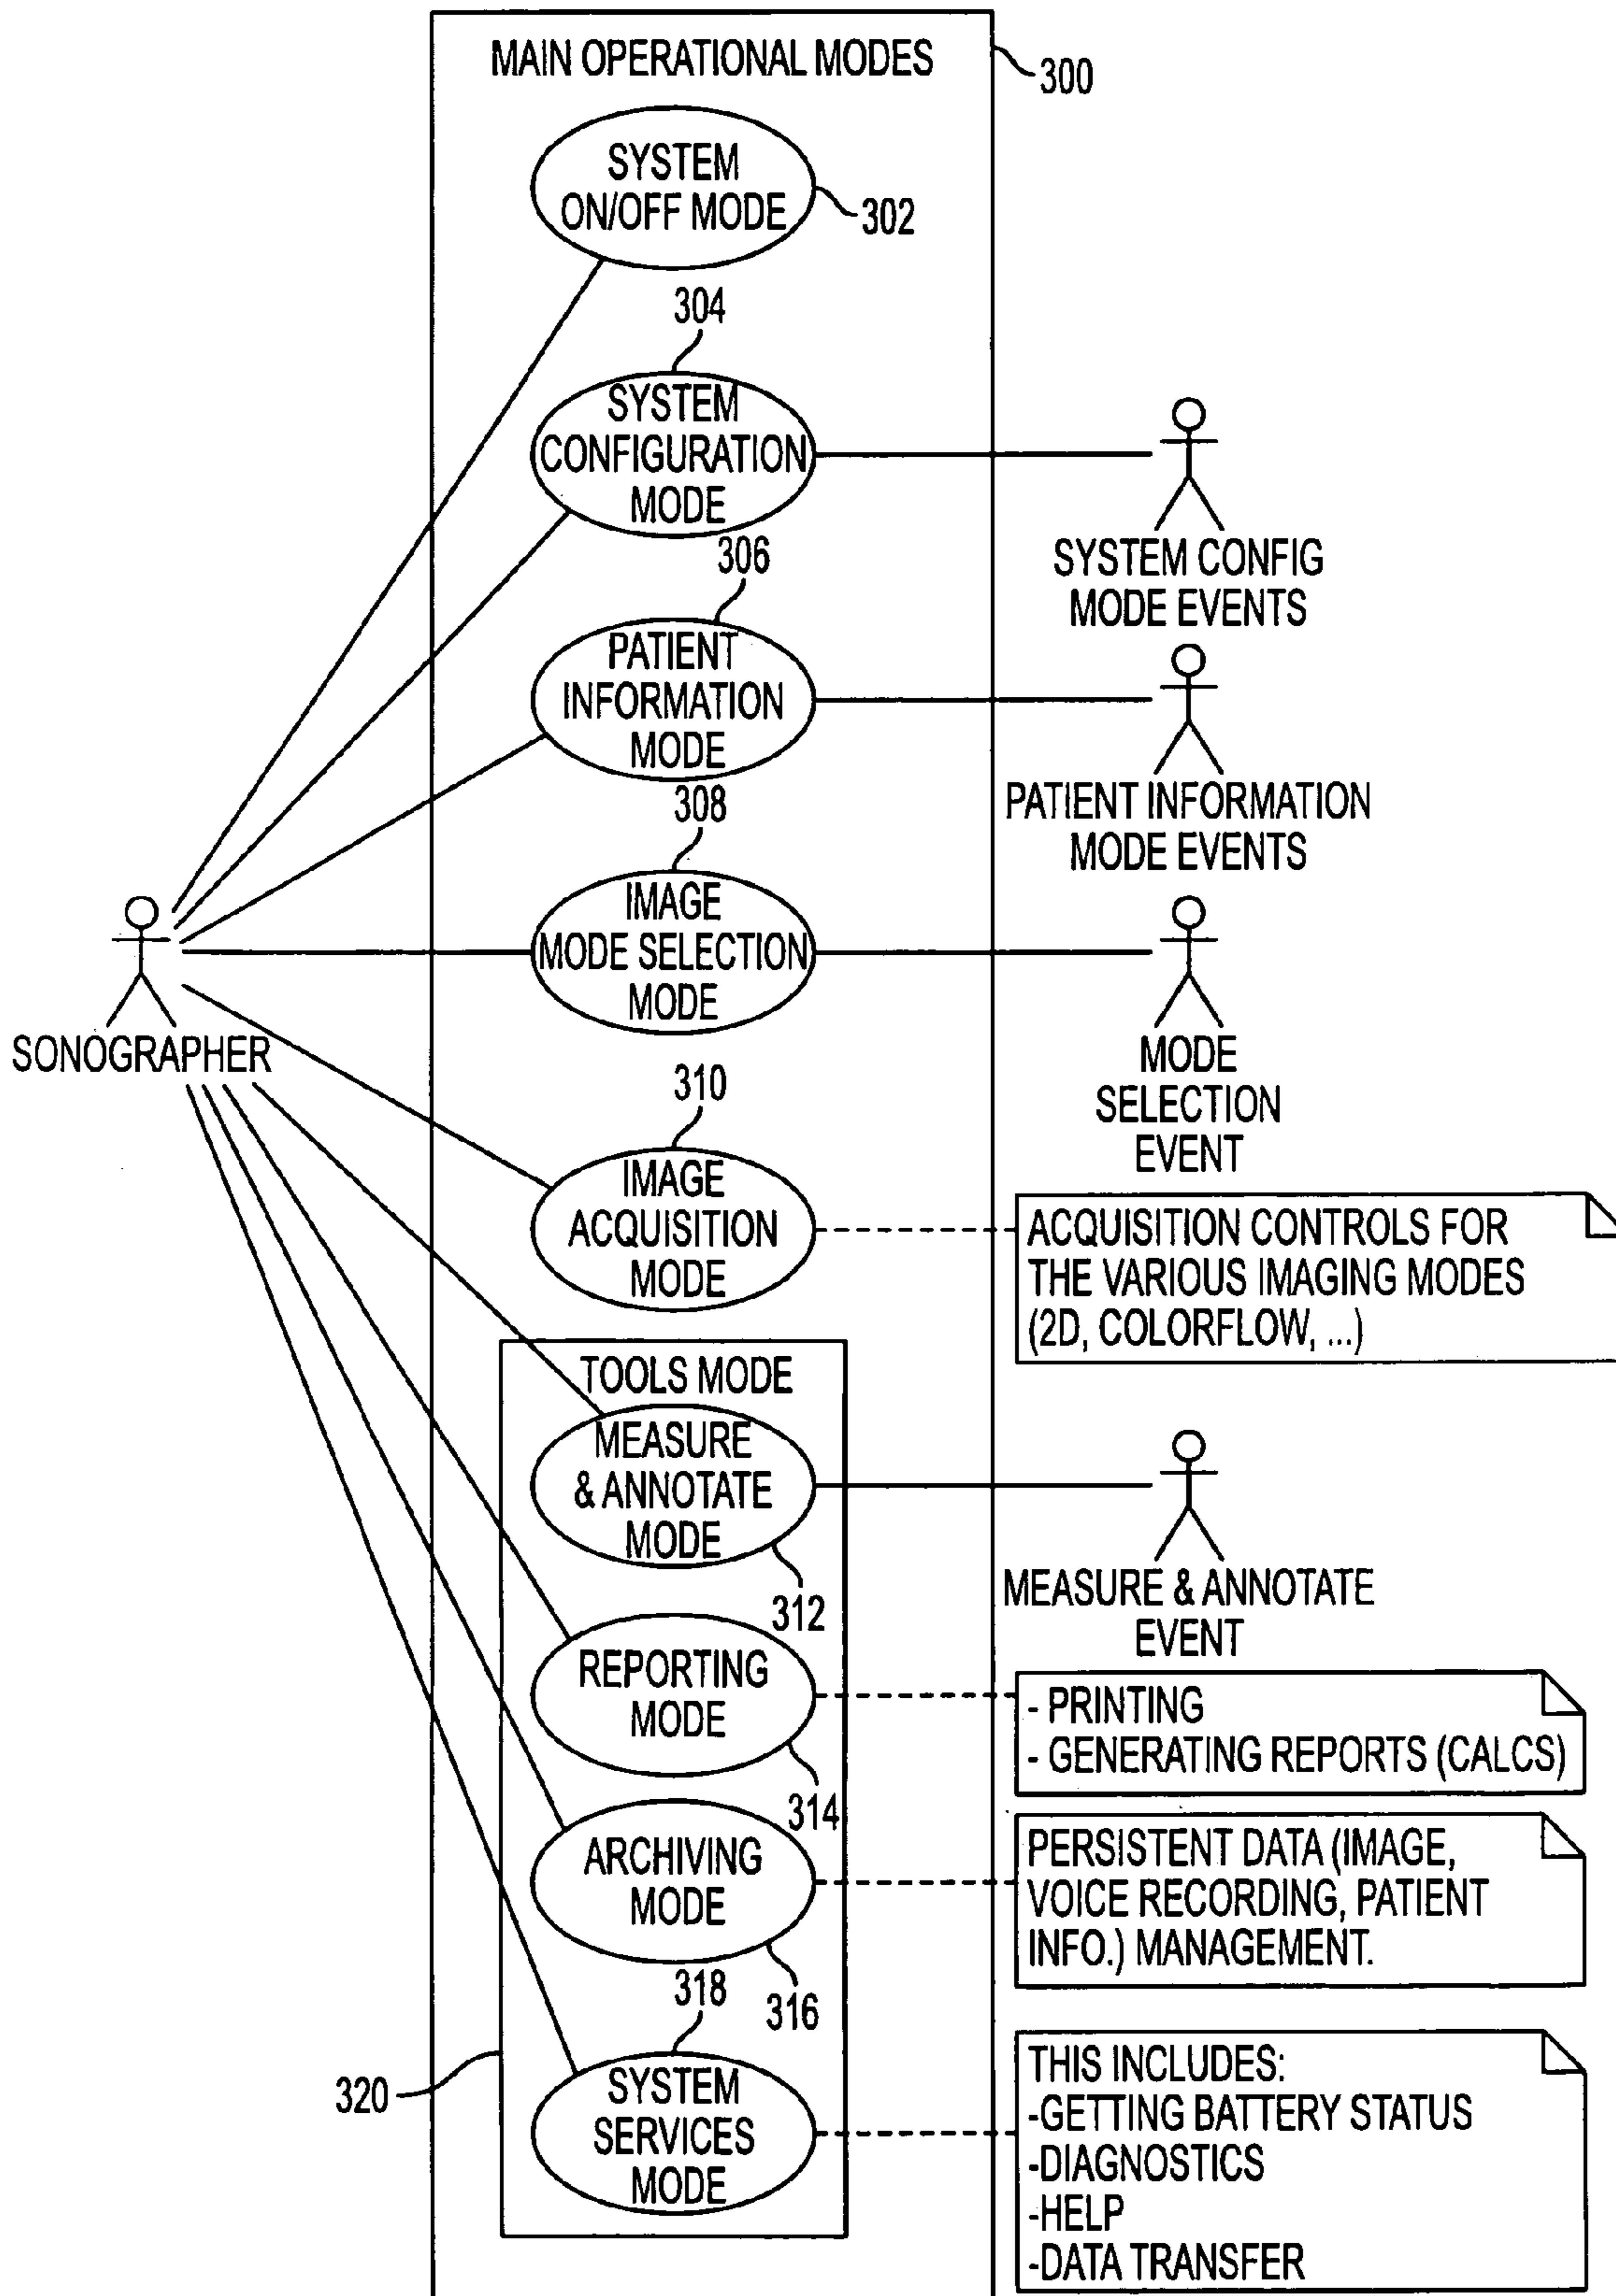 MAIN OPERATIONAL MODES
300
SYSTEM
ON/OFF MODE
302
304
SYSTEM
CONFIGURATION
MODE
SYSTEM CONFIG
MODE EVENTS
306
PATIENT
INFORMATION
MODE
PATIENT INFORMATION
MODE EVENTS
308
IMAGE
MODE SELECTION
MODE
SONOGRAPHER
MODE
SELECTION
EVENT
310
IMAGE
ACQUISITION
MODE
ACQUISITION CONTROLS FOR
THE VARIOUS IMAGING MODES
(2D, COLORFLOW, ...)
TOOLS MODE
MEASURE
& ANNOTATE
MODE
312
MEASURE & ANNOTATE
EVENT
REPORTING
MODE
314
- PRINTING
- GENERATING REPORTS (CALCS)
ARCHIVING
MODE
316
PERSISTENT DATA (IMAGE,
VOICE RECORDING, PATIENT
INFO.) MANAGEMENT.
318
SYSTEM
SERVICES
MODE
320
THIS INCLUDES:
-GETTING BATTERY STATUS
-DIAGNOSTICS
-HELP
-DATA TRANSFER